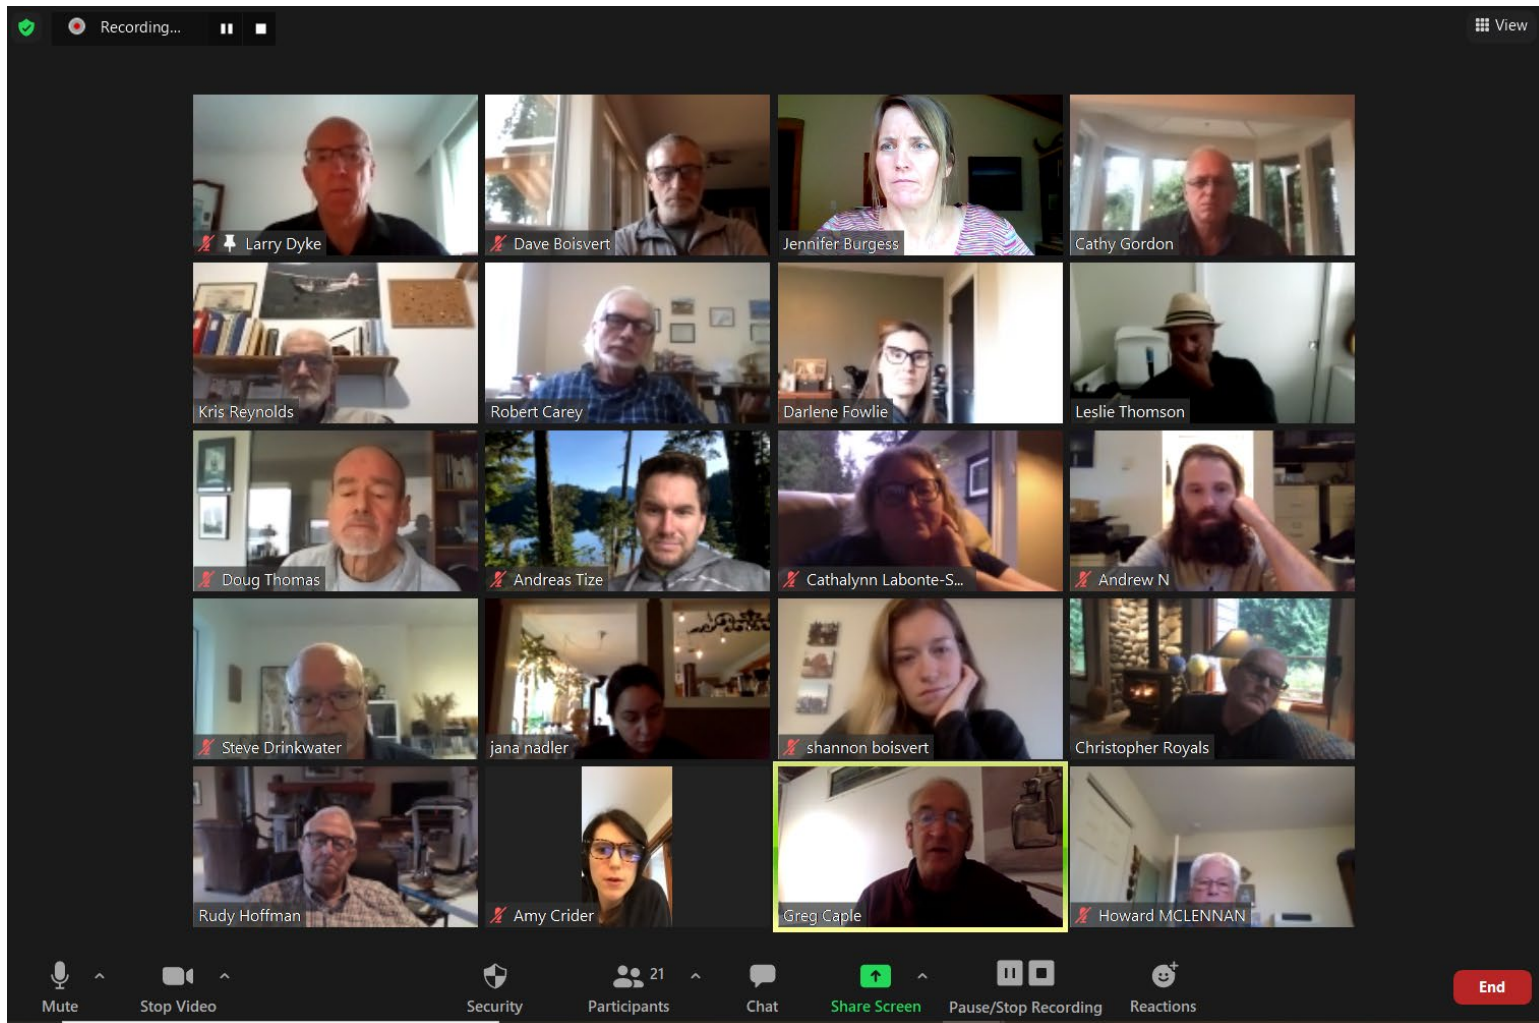 Recording...
View
Larry Dyke
Dave Boisvert
Jennifer Burgess
Cathy Gordon
Kris Reynolds
Robert Carey
Darlene Fowlie
Leslie Thomson
Doug Thomas
Andreas Tize
Cathalynn Labonte-S...
Andrew N
Steve Drinkwater
jana nadler
shannon boisvert
Christopher Royals
Rudy Hoffman
Amy Crider
Greg Caple
Howard MCLENNAN
21
Mute
Stop Video
Security
Participants
Chat
Share Screen
Pause/Stop Recording
Reactions
End